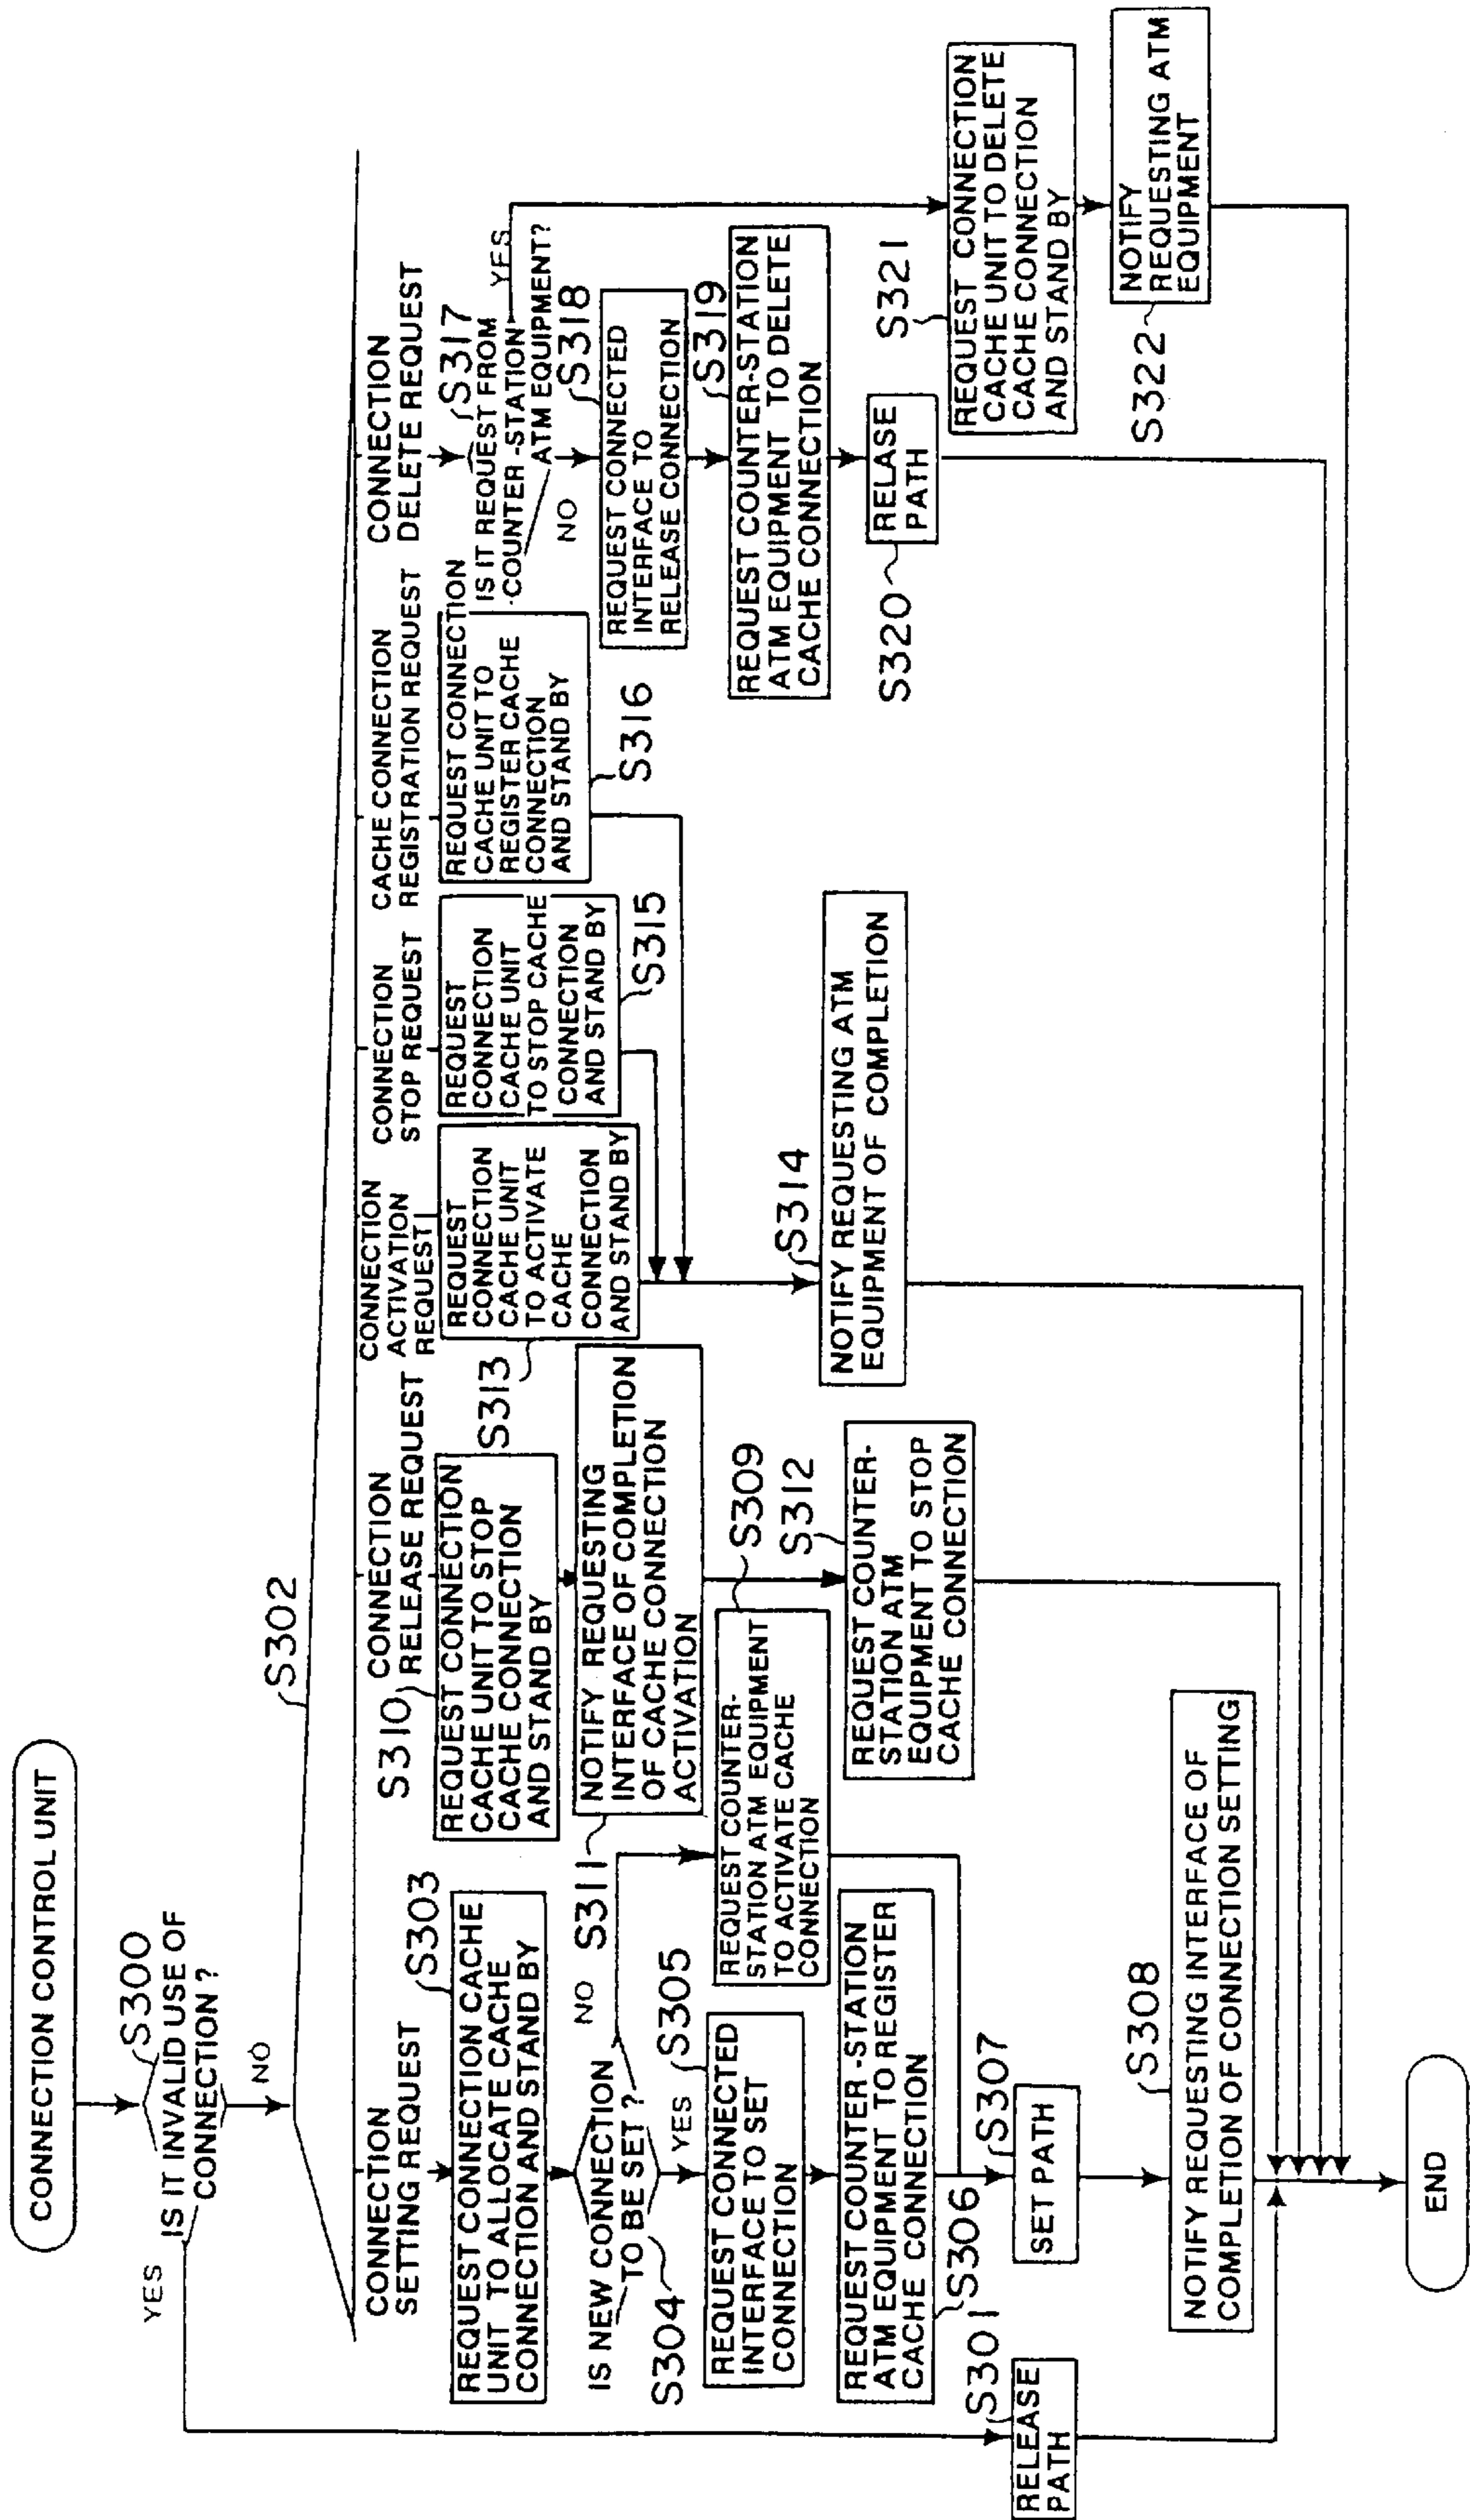 CONNECTION CONTROL UNIT
S300
IS IT INVALID USE OF
CONNECTION ?
YES
NO
S302
CONNECTION
SETTING REQUEST
S303
REQUEST CONNECTION CACHE
UNIT TO ALLOCATE CACHE
CONNECTION AND STAND BY
IS NEW CONNECTION
TO BE SET ?
NO
S304
YES
S305
REQUEST CONNECTED
INTERFACE TO SET
CONNECTION
REQUEST COUNTER-STATION
ATM EQUIPMENT TO REGISTER
CACHE CONNECTION
S306
S307
SET PATH
S301
RELEASE
PATH
S308
NOTIFY REQUESTING INTERFACE OF
COMPLETION OF CONNECTION SETTING
END
S309
REQUEST COUNTER-
STATION ATM EQUIPMENT
TO ACTIVATE CACHE
CONNECTION
CONNECTION
RELEASE REQUEST
S310
REQUEST CONNECTION
CACHE UNIT TO STOP
CACHE CONNECTION
AND STAND BY
S311
NOTIFY REQUESTING
INTERFACE OF COMPLETION
OF CACHE CONNECTION
ACTIVATION
S312
REQUEST COUNTER-
STATION ATM
EQUIPMENT TO STOP
CACHE CONNECTION
CONNECTION
ACTIVATION
REQUEST
S313
REQUEST
CONNECTION
CACHE UNIT
TO ACTIVATE
CACHE
CONNECTION
AND STAND BY
S314
NOTIFY REQUESTING ATM
EQUIPMENT OF COMPLETION
CONNECTION
STOP REQUEST
REQUEST
CONNECTION
CACHE UNIT
TO STOP CACHE
CONNECTION
AND STAND BY
S315
CACHE CONNECTION
REGISTRATION REQUEST
REQUEST CONNECTION
CACHE UNIT TO
REGISTER CACHE
CONNECTION
AND STAND BY
S316
CONNECTION
DELETE REQUEST
S317
IS IT REQUEST FROM
COUNTER-STATION
ATM EQUIPMENT?
YES
NO
S318
REQUEST CONNECTED
INTERFACE TO
RELEASE CONNECTION
S319
REQUEST COUNTER-STATION
ATM EQUIPMENT TO DELETE
CACHE CONNECTION
S320
RELASE
PATH
S321
REQUEST CONNECTION
CACHE UNIT TO DELETE
CACHE CONNECTION
AND STAND BY
S322
NOTIFY
REQUESTING ATM
EQUIPMENT